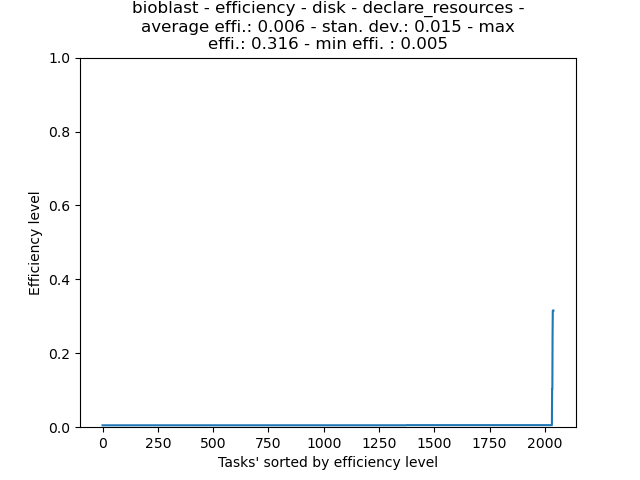 bioblast - efficiency - disk - declare_resources -
average effi.: 0.006 - stan. dev.: 0.015 - max
effi.: 0.316 - min effi. : 0.005
1.0
0.8
0.6
0.4
0.2
0.0
Efficiency level
0 250 500 750 1000 1250 1500 1750 2000
Tasks' sorted by efficiency level